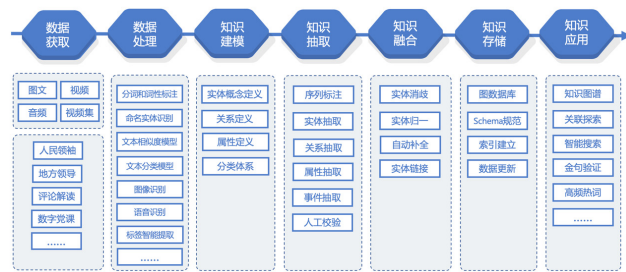 数据
获取
数据
处理
知识
建模
知识
抽取
知识
融合
知识
存储
知识
应用
图文
视频
音频
视频集
人民领袖
地方领导
评论解读
数字党课
……
分词和词性标注
命名实体识别
文本相似度模型
文本分类模型
图像识别
语音识别
标签智能提取
……
实体概念定义
关系定义
属性定义
分类体系
序列标注
实体抽取
关系抽取
属性抽取
事件抽取
人工校验
实体消歧
实体归一
自动补全
实体链接
图数据库
Schema规范
索引建立
数据更新
知识图谱
关联探索
智能搜索
金句验证
高频热词
……